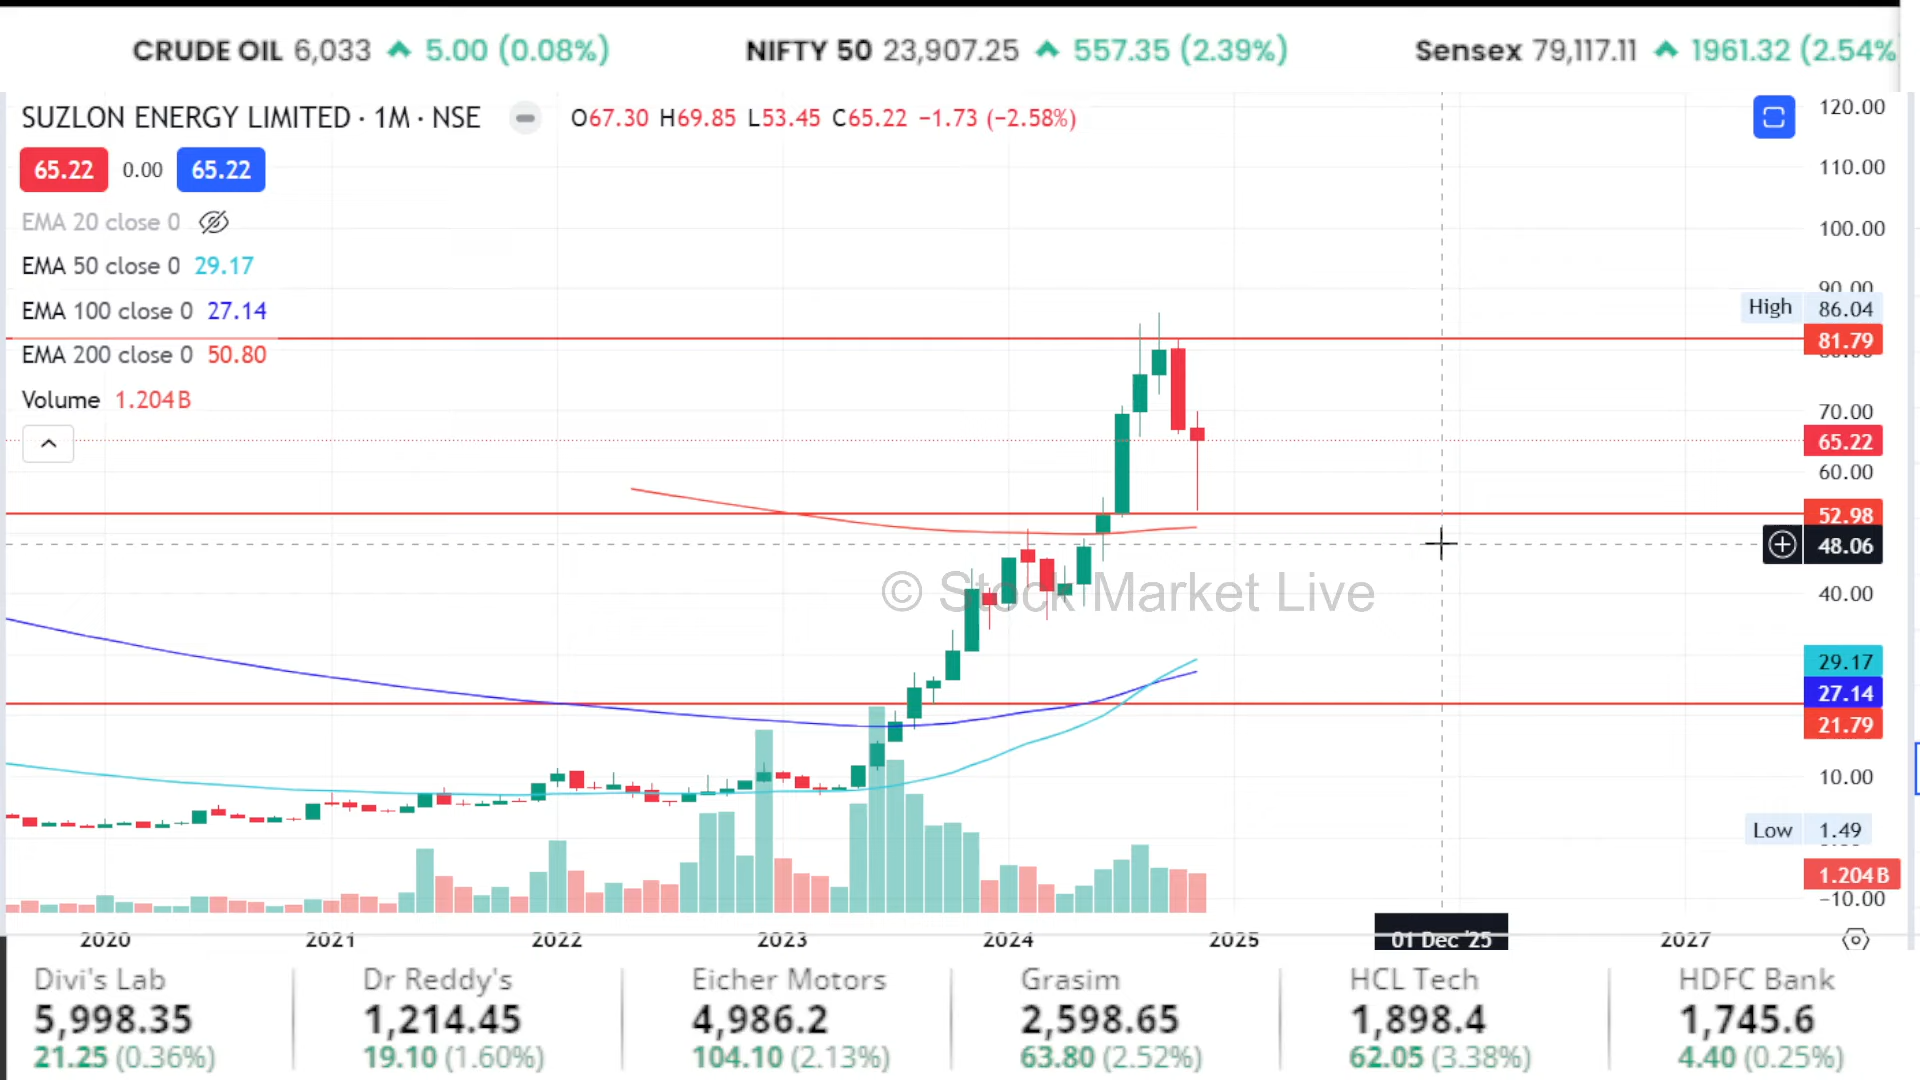 CRUDE OIL 6,033 5.00 (0.08%) NIFTY 50 23,907.25 557.35 (2.39%) Sensex 79,117.11 1961.32 (2.54%
SUZLON ENERGY LIMITED · 1M · NSE O67.30 H69.85 L53.45 C65.22 −1.73 (−2.58%)
65.22 0.00 65.22
EMA 20 close 0
EMA 50 close 0 29.17
EMA 100 close 0 27.14
EMA 200 close 0 50.80
Volume 1.204B
120.00
110.00
100.00
90.00
High 86.04
81.79
70.00
65.22
60.00
52.98
48.06
40.00
29.17
27.14
21.79
10.00
Low 1.49
1.204B
−10.00
© Stock Market Live
2020 2021 2022 2023 2024 2025 01 Dec '25 2027
Divi's Lab Dr Reddy's Eicher Motors Grasim HCL Tech HDFC Bank
5,998.35 1,214.45 4,986.2 2,598.65 1,898.4 1,745.6
21.25 (0.36%) 19.10 (1.60%) 104.10 (2.13%) 63.80 (2.52%) 62.05 (3.38%) 4.40 (0.25%)